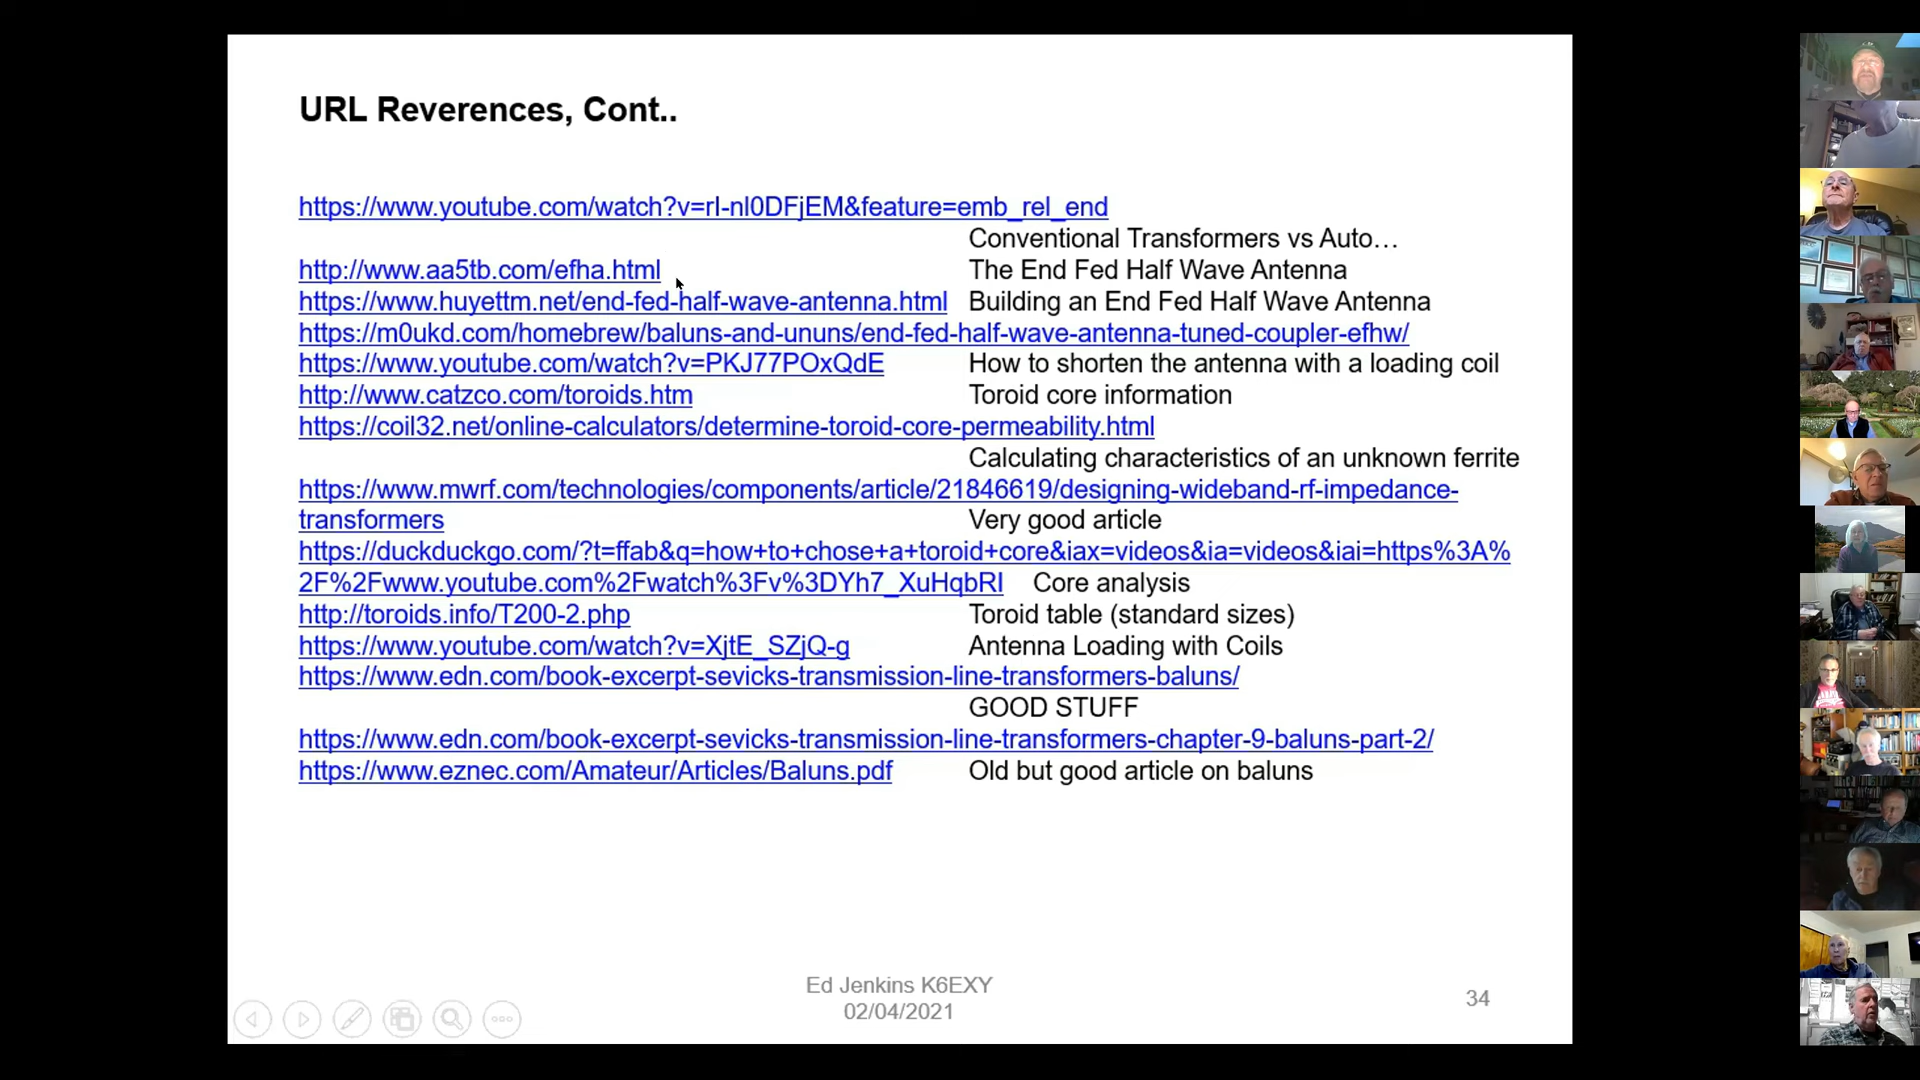 URL Reverences, Cont..
https://www.youtube.com/watch?v=rI-nl0DFjEM&feature=emb_rel_end
Conventional Transformers vs Auto…
http://www.aa5tb.com/efha.html The End Fed Half Wave Antenna
https://www.huyettm.net/end-fed-half-wave-antenna.html Building an End Fed Half Wave Antenna
https://m0ukd.com/homebrew/baluns-and-ununs/end-fed-half-wave-antenna-tuned-coupler-efhw/
https://www.youtube.com/watch?v=PKJ77POxQdE How to shorten the antenna with a loading coil
http://www.catzco.com/toroids.htm Toroid core information
https://coil32.net/online-calculators/determine-toroid-core-permeability.html
Calculating characteristics of an unknown ferrite
https://www.mwrf.com/technologies/components/article/21846619/designing-wideband-rf-impedance-
transformers Very good article
https://duckduckgo.com/?t=ffab&q=how+to+chose+a+toroid+core&iax=videos&ia=videos&iai=https%3A%
2F%2Fwww.youtube.com%2Fwatch%3Fv%3DYh7_XuHqbRI Core analysis
http://toroids.info/T200-2.php Toroid table (standard sizes)
https://www.youtube.com/watch?v=XjtE_SZjQ-g Antenna Loading with Coils
https://www.edn.com/book-excerpt-sevicks-transmission-line-transformers-baluns/
GOOD STUFF
https://www.edn.com/book-excerpt-sevicks-transmission-line-transformers-chapter-9-baluns-part-2/
https://www.eznec.com/Amateur/Articles/Baluns.pdf Old but good article on baluns
Ed Jenkins K6EXY
02/04/2021
34